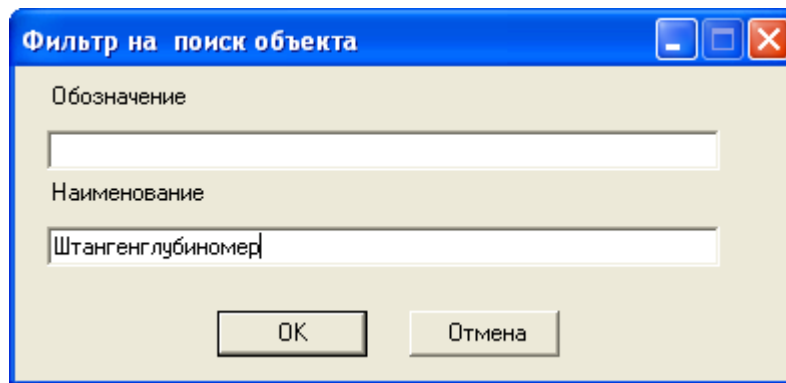 Фильтр на поиск объекта
Обозначение
Наименование
Штангенглубиномер
OK
Отмена